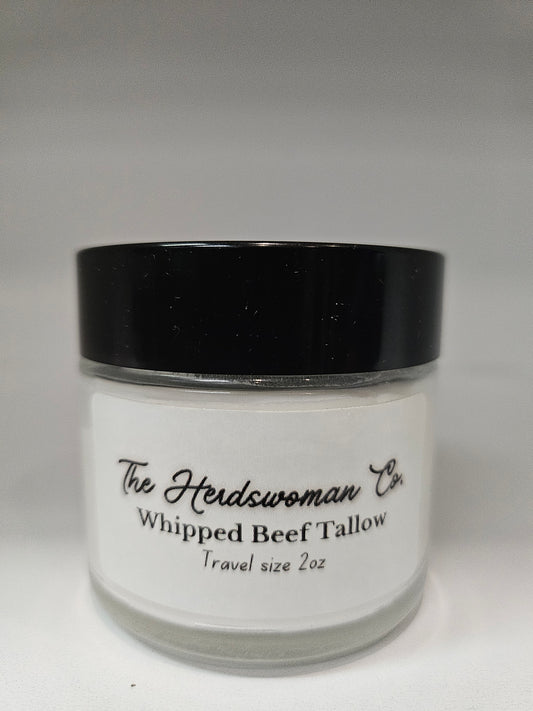 The Herdswoman Co.
Whipped Beef Tallow
Travel size 2oz